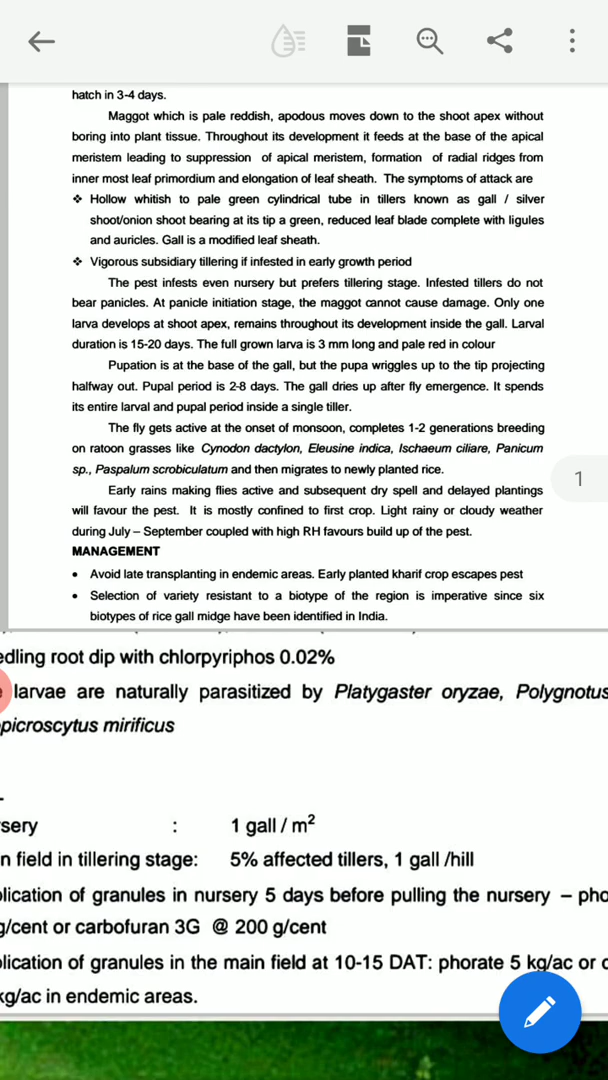 hatch in 3-4 days.
Maggot which is pale reddish, apodous moves down to the shoot apex without
boring into plant tissue. Throughout its development it feeds at the base of the apical
meristem leading to suppression of apical meristem, formation of radial ridges from
inner most leaf primordium and elongation of leaf sheath. The symptoms of attack are
❖ Hollow whitish to pale green cylindrical tube in tillers known as gall / silver
shoot/onion shoot bearing at its tip a green, reduced leaf blade complete with ligules
and auricles. Gall is a modified leaf sheath.
❖ Vigorous subsidiary tillering if infested in early growth period
The pest infests even nursery but prefers tillering stage. Infested tillers do not
bear panicles. At panicle initiation stage, the maggot cannot cause damage. Only one
larva develops at shoot apex, remains throughout its development inside the gall. Larval
duration is 15-20 days. The full grown larva is 3 mm long and pale red in colour
Pupation is at the base of the gall, but the pupa wriggles up to the tip projecting
halfway out. Pupal period is 2-8 days. The gall dries up after fly emergence. It spends
its entire larval and pupal period inside a single tiller.
The fly gets active at the onset of monsoon, completes 1-2 generations breeding
on ratoon grasses like Cynodon dactylon, Eleusine indica, Ischaeum ciliare, Panicum
sp., Paspalum scrobiculatum and then migrates to newly planted rice.
1
Early rains making flies active and subsequent dry spell and delayed plantings
will favour the pest. It is mostly confined to first crop. Light rainy or cloudy weather
during July – September coupled with high RH favours build up of the pest.
MANAGEMENT
• Avoid late transplanting in endemic areas. Early planted kharif crop escapes pest
• Selection of variety resistant to a biotype of the region is imperative since six
biotypes of rice gall midge have been identified in India.
edling root dip with chlorpyriphos 0.02%
e larvae are naturally parasitized by Platygaster oryzae, Polygnotus
opicroscytus mirificus
sery : 1 gall / m²
n field in tillering stage: 5% affected tillers, 1 gall /hill
plication of granules in nursery 5 days before pulling the nursery – pho
g/cent or carbofuran 3G @ 200 g/cent
plication of granules in the main field at 10-15 DAT: phorate 5 kg/ac or c
kg/ac in endemic areas.